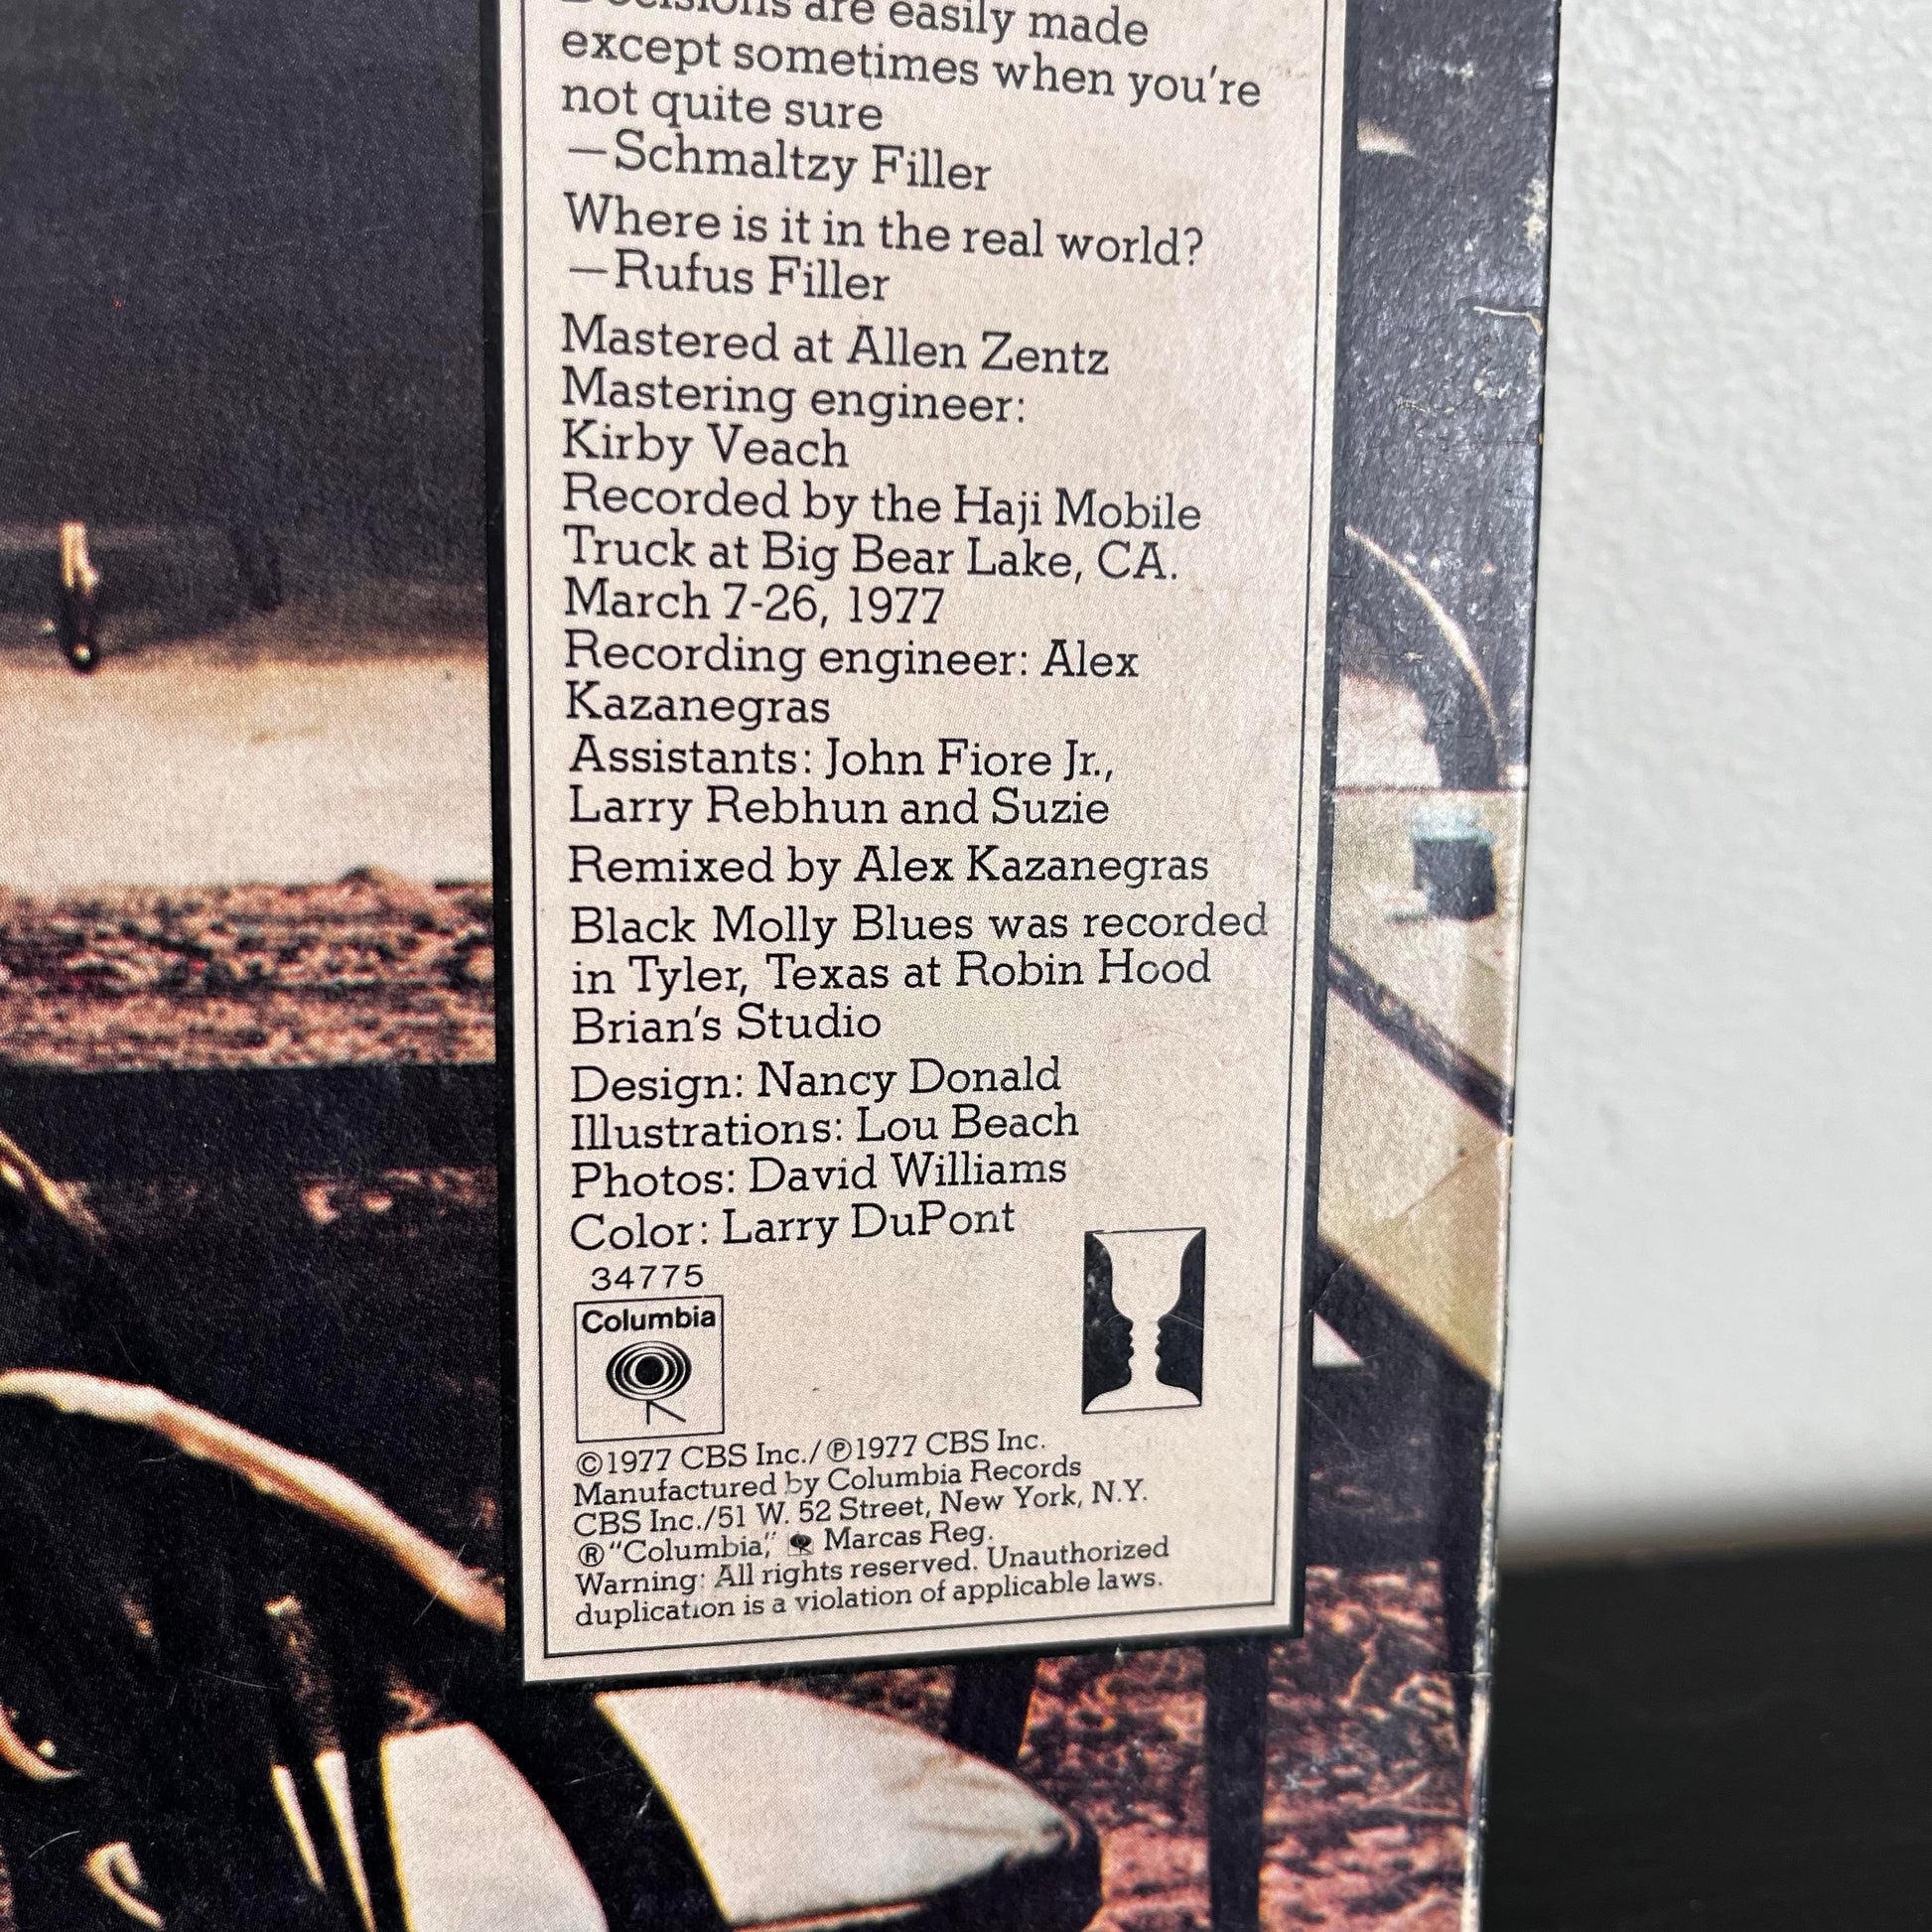 Decisions are easily made
except sometimes when you're
not quite sure
—Schmaltzy Filler
Where is it in the real world?
—Rufus Filler
Mastered at Allen Zentz
Mastering engineer:
Kirby Veach
Recorded by the Haji Mobile
Truck at Big Bear Lake, CA.
March 7-26, 1977
Recording engineer: Alex
Kazanegras
Assistants: John Fiore Jr.,
Larry Rebhun and Suzie
Remixed by Alex Kazanegras
Black Molly Blues was recorded
in Tyler, Texas at Robin Hood
Brian's Studio
Design: Nancy Donald
Illustrations: Lou Beach
Photos: David Williams
Color: Larry DuPont
34775
Columbia
©1977 CBS Inc./℗1977 CBS Inc.
Manufactured by Columbia Records
CBS Inc./51 W. 52 Street, New York, N.Y.
®"Columbia," Marcas Reg.
Warning: All rights reserved. Unauthorized
duplication is a violation of applicable laws.